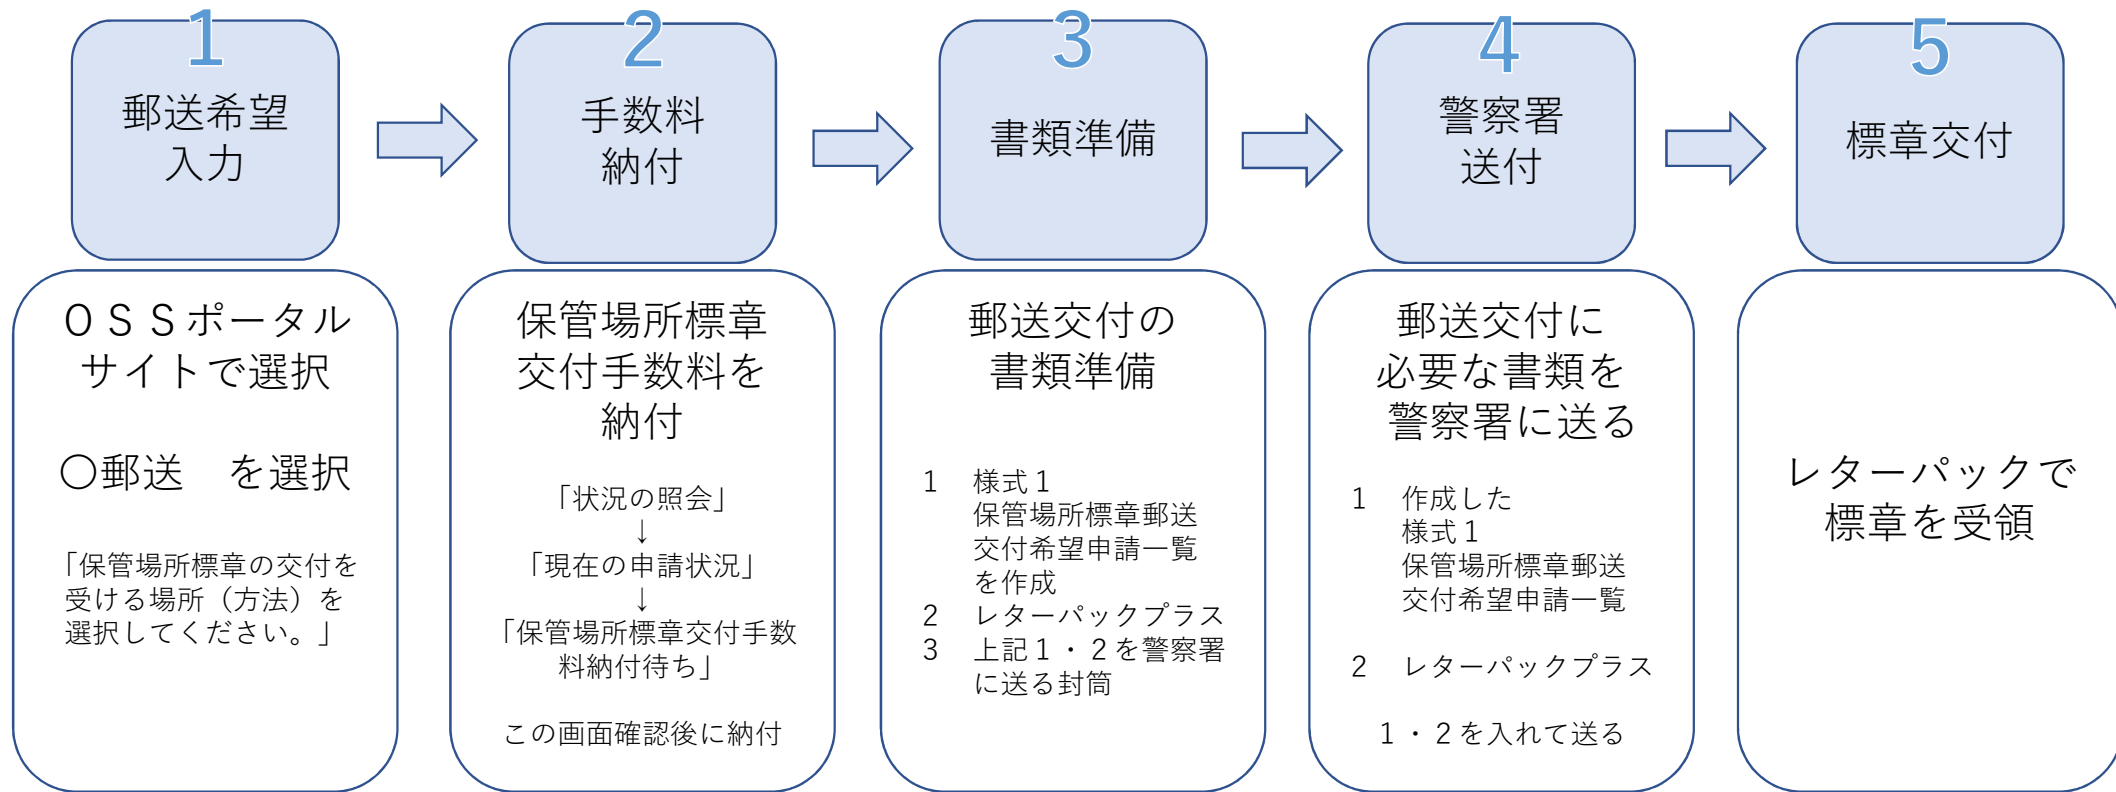 1
郵送希望
入力
2
手数料
納付
3
書類準備
4
警察署
送付
5
標章交付
ＯＳＳポータル
サイトで選択
〇郵送　を選択
「保管場所標章の交付を
受ける場所（方法）を
選択してください。」
保管場所標章
交付手数料を
納付
「状況の照会」
↓
「現在の申請状況」
↓
「保管場所標章交付手数
料納付待ち」
この画面確認後に納付
郵送交付の
書類準備
１　様式１
保管場所標章郵送
交付希望申請一覧
を作成
２　レターパックプラス
３　上記１・２を警察署
に送る封筒
郵送交付に
必要な書類を
警察署に送る
１　作成した
様式１
保管場所標章郵送
交付希望申請一覧
２　レターパックプラス
１・２を入れて送る
レターパックで
標章を受領